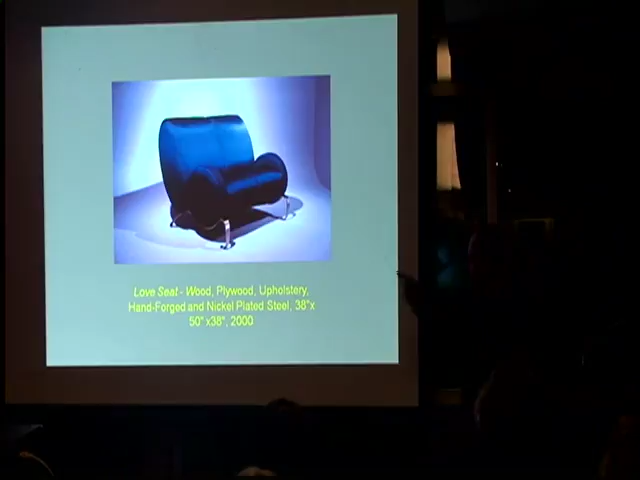 Love Seat - Wood, Plywood, Upholstery,
Hand-Forged and Nickel Plated Steel, 38"x
50" x38", 2000